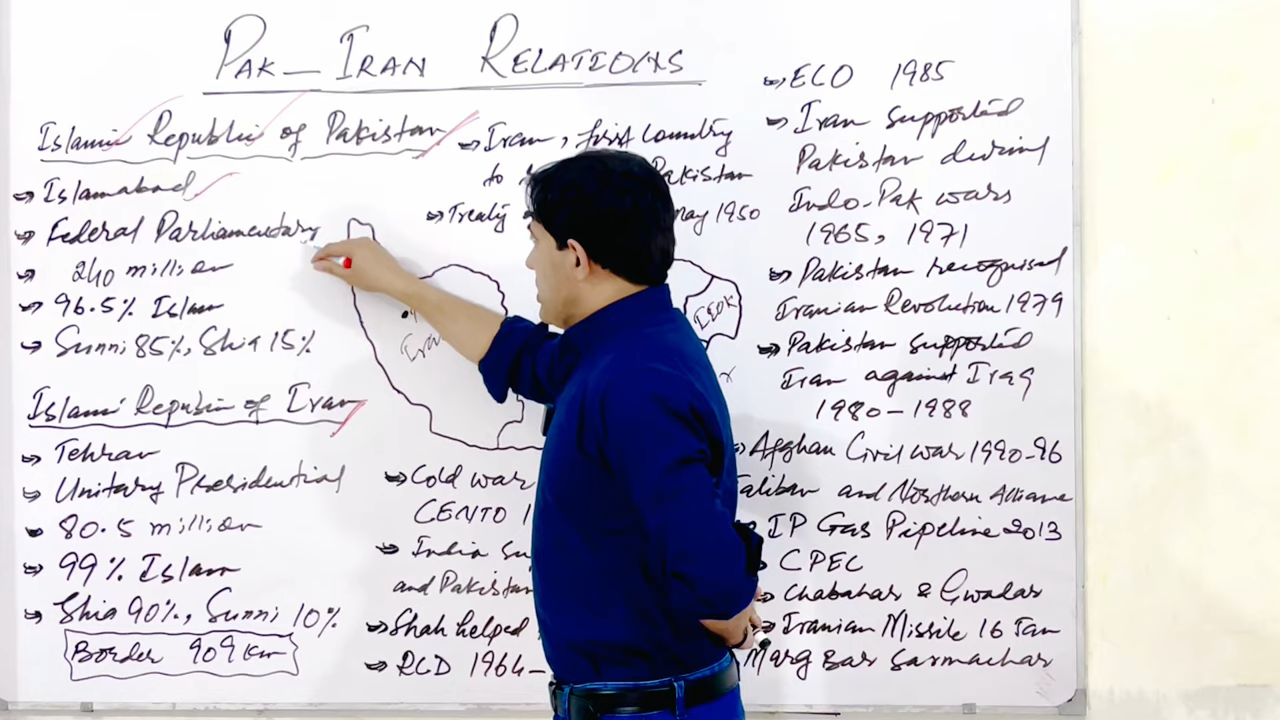 PAK-IRAN RELATIONS
Islamic Republic of Pakistan
→ Islamabad
→ Federal Parliamentary
→ 240 million
→ 96.5% Islam
→ Sunni 85%, Shia 15%
Islamic Republic of Iran
→ Tehran
→ Unitary Presidential
→ 80.5 million
→ 99% Islam
→ Shia 90%, Sunni 10%
Border 909 km
→ Iran, first country
to Pakistan
→ Treaty May 1950
Ira
IEOK
→ Cold war
CENTO 1
→ India Su
and Pakistan
→ Shah helped
→ RCD 1964-
→ ECO 1985
→ Iran supported
Pakistan during
Indo-Pak wars
1965, 1971
→ Pakistan recognised
Iranian Revolution 1979
→ Pakistan supported
Iran against Iraq
1980-1988
→ Afghan Civil war 1990-96
Taliban and Northern Alliance
→ IP Gas Pipeline 2013
→ CPEC
→ Chabahar & Gwadar
→ Iranian Missile 16 Jan
Marg Bar Sarmachar